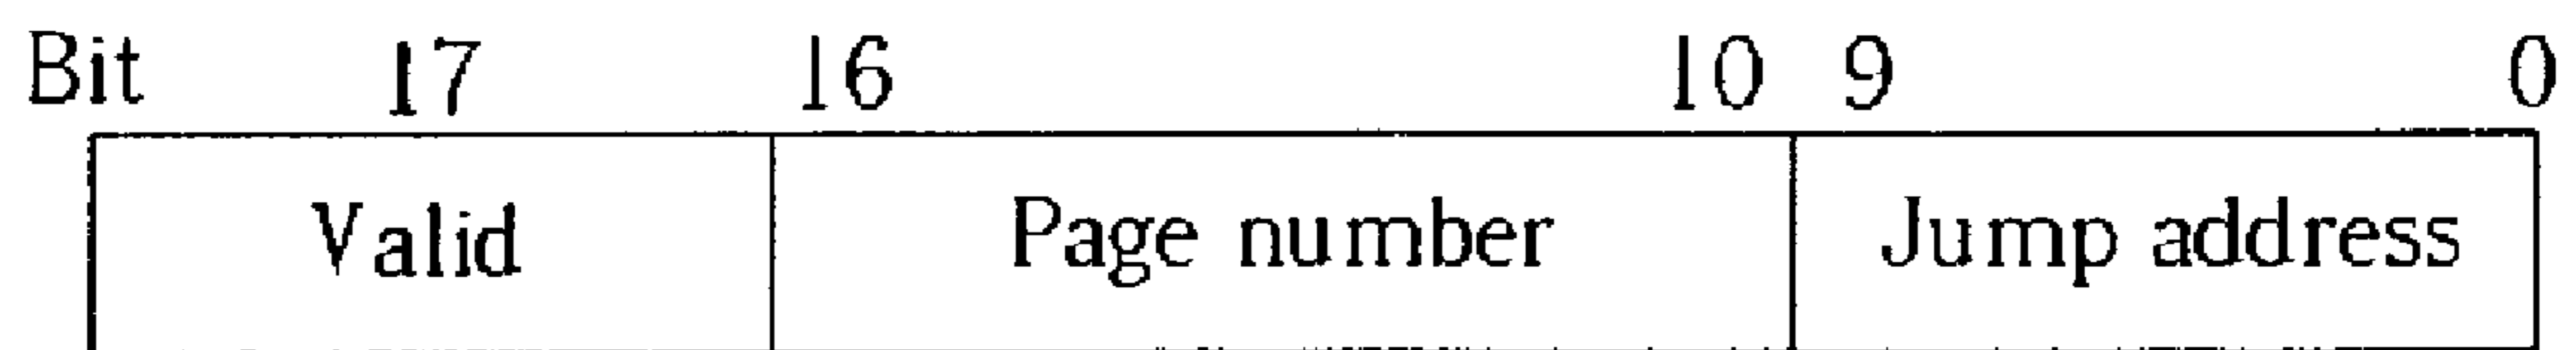 Bit 17 16 10 9 0
Valid Page number Jump address